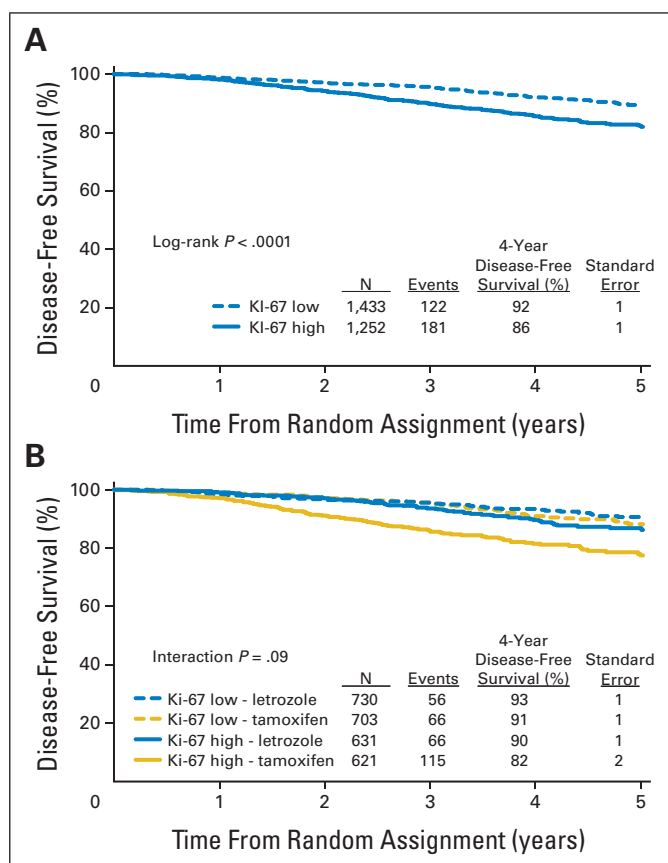 A
Disease-Free Survival (%)
100
80
60
40
20
0
1
2
3
4
5
Log-rank P < .0001
N Events 4-Year Disease-Free Survival (%) Standard Error
KI-67 low 1,433 122 92 1
KI-67 high 1,252 181 86 1
Time From Random Assignment (years)
B
Disease-Free Survival (%)
100
80
60
40
20
0
1
2
3
4
5
Interaction P = .09
N Events 4-Year Disease-Free Survival (%) Standard Error
Ki-67 low - letrozole 730 56 93 1
Ki-67 low - tamoxifen 703 66 91 1
Ki-67 high - letrozole 631 66 90 1
Ki-67 high - tamoxifen 621 115 82 2
Time From Random Assignment (years)